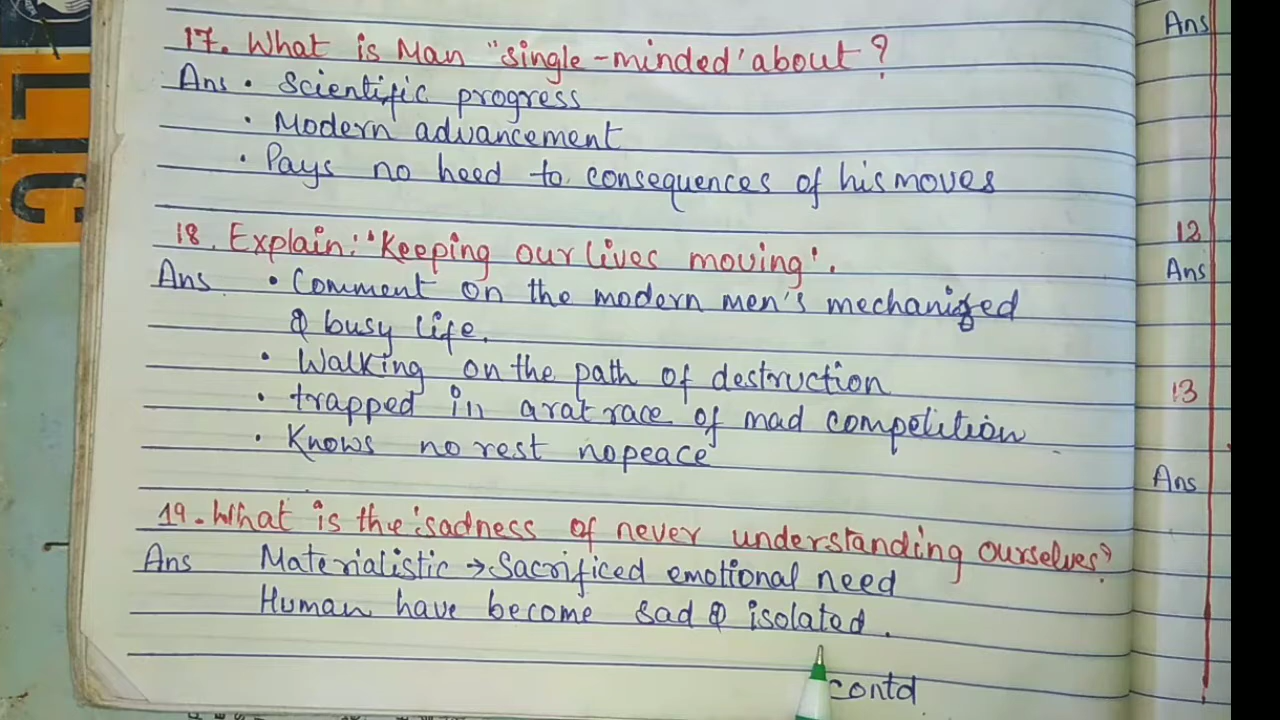 17. What is Man "single-minded' about?
Ans • Scientific progress
• Modern advancement
• Pays no heed to consequences of his moves
18. Explain: 'Keeping our lives moving'.
Ans • Comment on the modern men's mechanized
& busy life.
• Walking on the path of destruction
• trapped in a rat race of mad competition
• Knows no rest no peace
19. What is the 'sadness of never understanding ourselves'?
Ans Materialistic → Sacrificed emotional need
Human have become sad & isolated.
contd
Ans
12
Ans
13
Ans
LIC